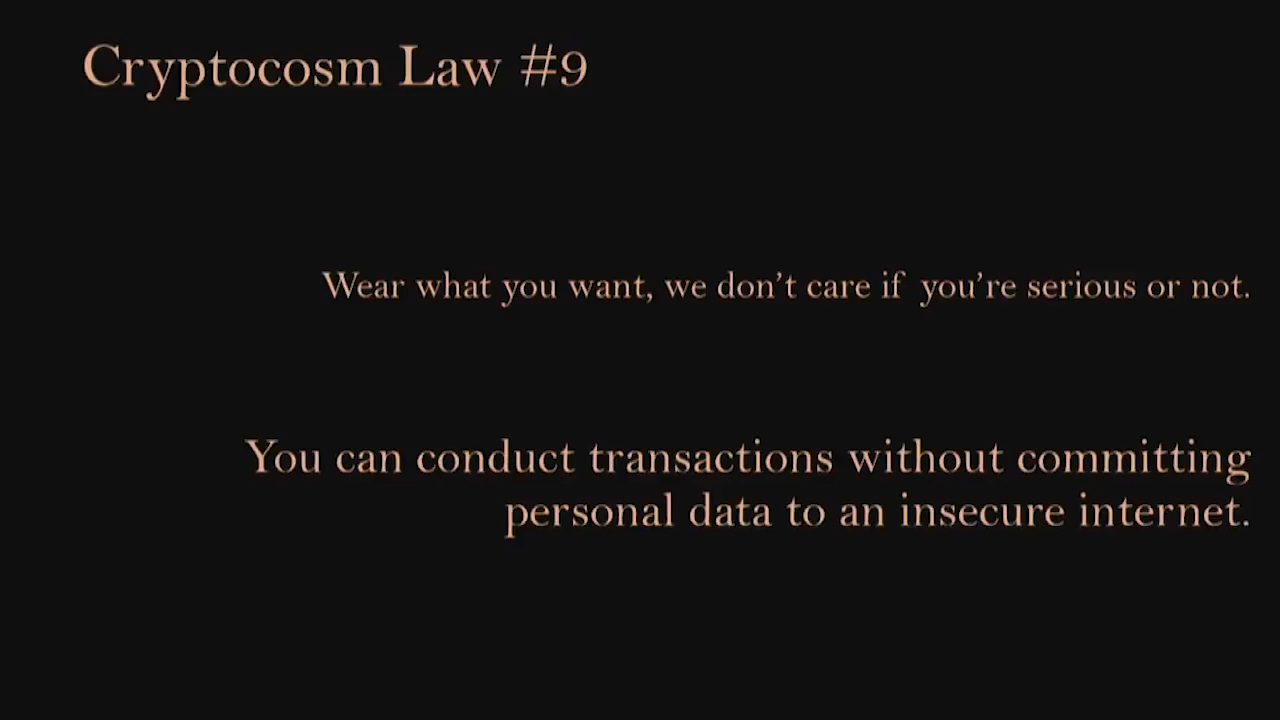 Cryptocosm Law #9
Wear what you want, we don’t care if you’re serious or not.
You can conduct transactions without committing
personal data to an insecure internet.